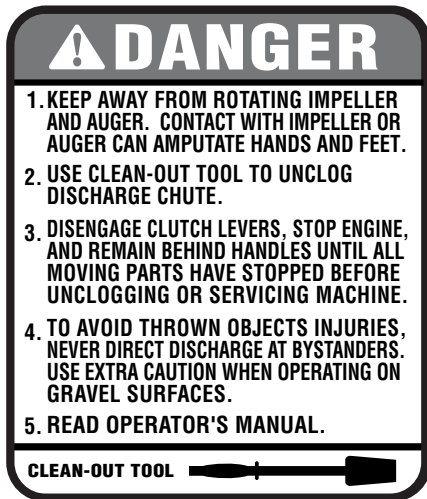 DANGER
1. KEEP AWAY FROM ROTATING IMPELLER
AND AUGER. CONTACT WITH IMPELLER OR
AUGER CAN AMPUTATE HANDS AND FEET.
2. USE CLEAN-OUT TOOL TO UNCLOG
DISCHARGE CHUTE.
3. DISENGAGE CLUTCH LEVERS, STOP ENGINE,
AND REMAIN BEHIND HANDLES UNTIL ALL
MOVING PARTS HAVE STOPPED BEFORE
UNCLOGGING OR SERVICING MACHINE.
4. TO AVOID THROWN OBJECTS INJURIES,
NEVER DIRECT DISCHARGE AT BYSTANDERS.
USE EXTRA CAUTION WHEN OPERATING ON
GRAVEL SURFACES.
5. READ OPERATOR'S MANUAL.
CLEAN-OUT TOOL